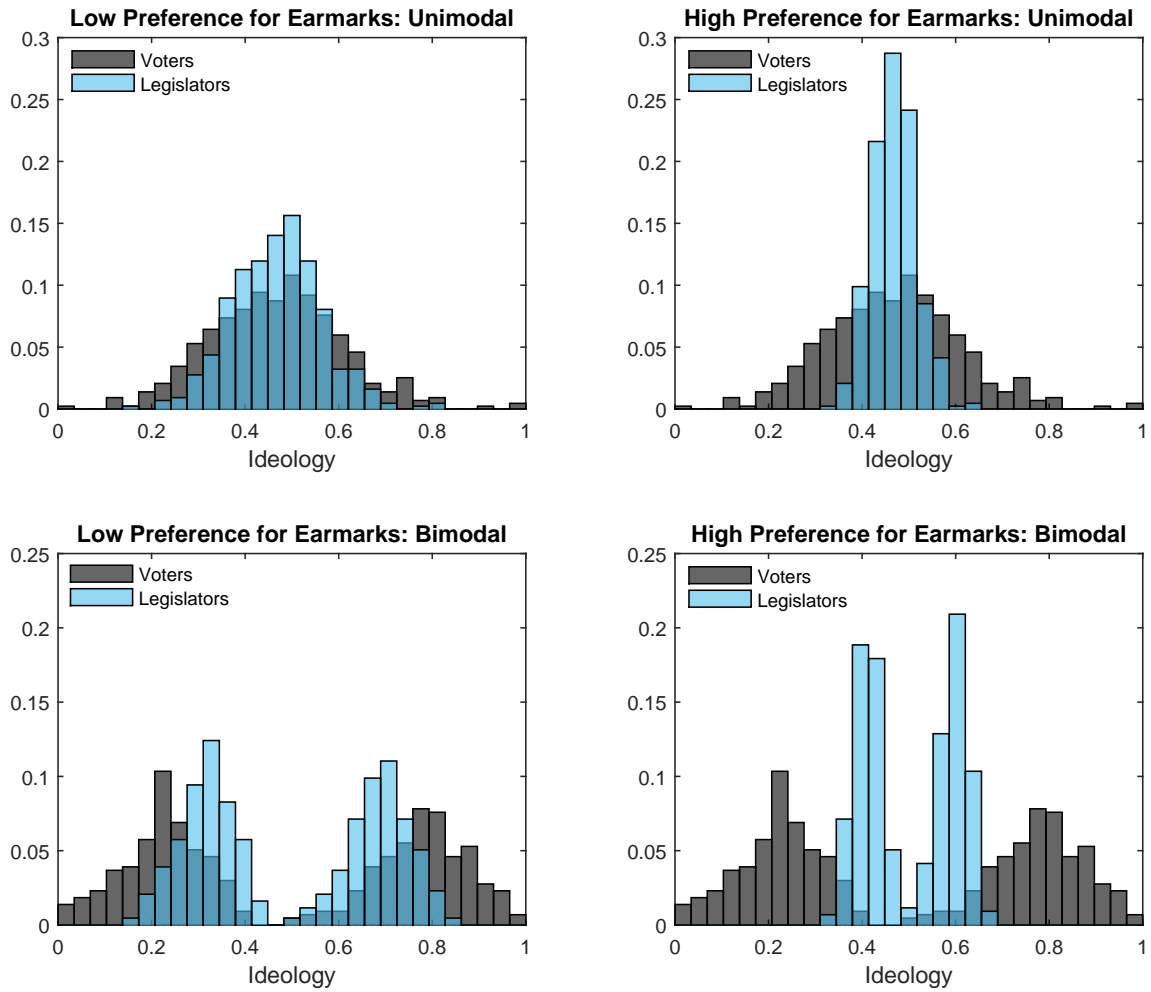 Low Preference for Earmarks: Unimodal
0.3
0.25
0.2
0.15
0.1
0.05
0
Voters
Legislators
0 0.2 0.4 0.6 0.8 1
Ideology
High Preference for Earmarks: Unimodal
0.3
0.25
0.2
0.15
0.1
0.05
0
Voters
Legislators
0 0.2 0.4 0.6 0.8 1
Ideology
Low Preference for Earmarks: Bimodal
0.25
0.2
0.15
0.1
0.05
0
Voters
Legislators
0 0.2 0.4 0.6 0.8 1
Ideology
High Preference for Earmarks: Bimodal
0.25
0.2
0.15
0.1
0.05
0
Voters
Legislators
0 0.2 0.4 0.6 0.8 1
Ideology